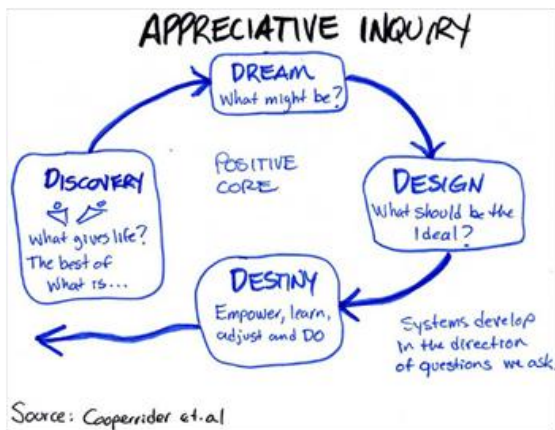 APPRECIATIVE INQUIRY
DREAM
What might be?
POSITIVE
CORE
DISCOVERY
What gives life?
The best of
What is...
DESIGN
What should be the
Ideal?
DESTINY
Empower, learn,
adjust and DO
Systems develop
in the direction
of questions we ask
Source: Cooperrider et.al